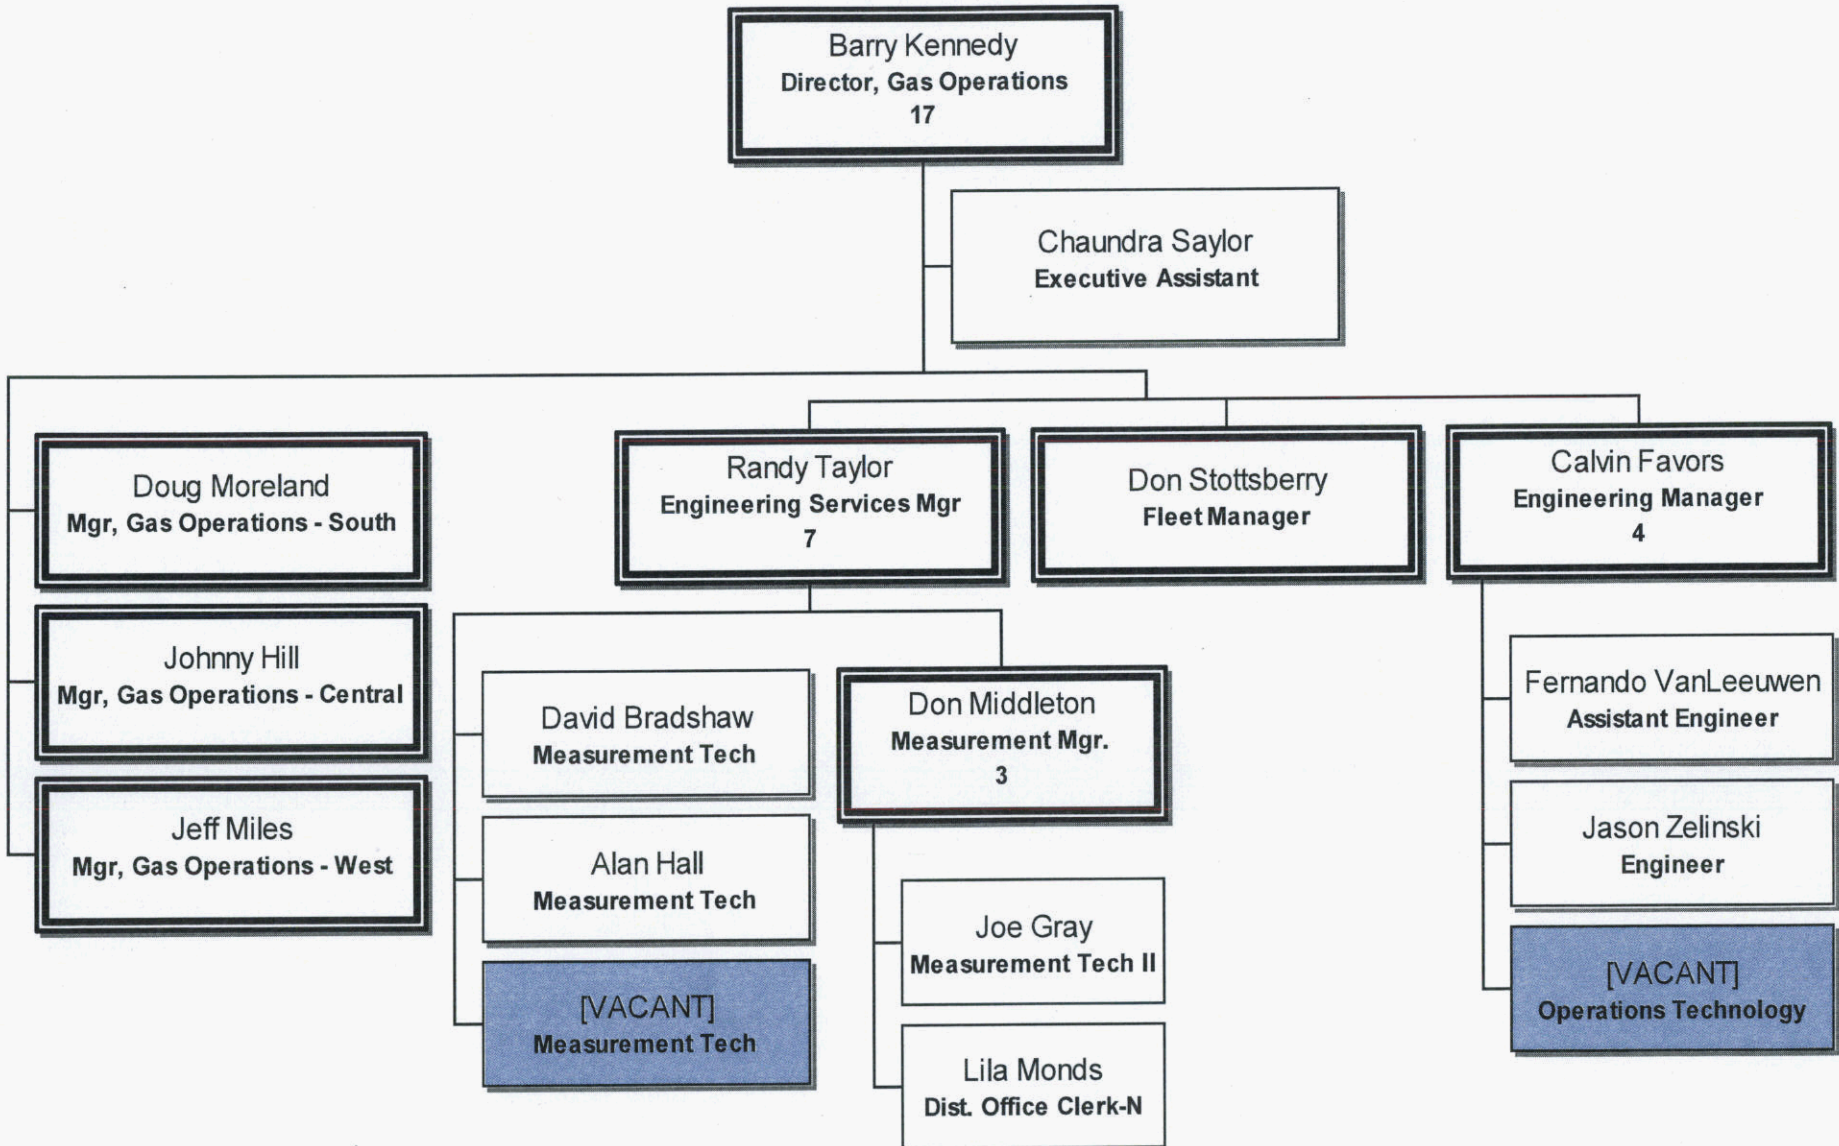 Barry Kennedy
Director, Gas Operations
17
Chaundra Saylor
Executive Assistant
Doug Moreland
Mgr, Gas Operations - South
Johnny Hill
Mgr, Gas Operations - Central
Jeff Miles
Mgr, Gas Operations - West
Randy Taylor
Engineering Services Mgr
7
David Bradshaw
Measurement Tech
Alan Hall
Measurement Tech
[VACANT]
Measurement Tech
Don Middleton
Measurement Mgr.
3
Joe Gray
Measurement Tech II
Lila Monds
Dist. Office Clerk-N
Don Stottsberry
Fleet Manager
Calvin Favors
Engineering Manager
4
Fernando VanLeeuwen
Assistant Engineer
Jason Zelinski
Engineer
[VACANT]
Operations Technology